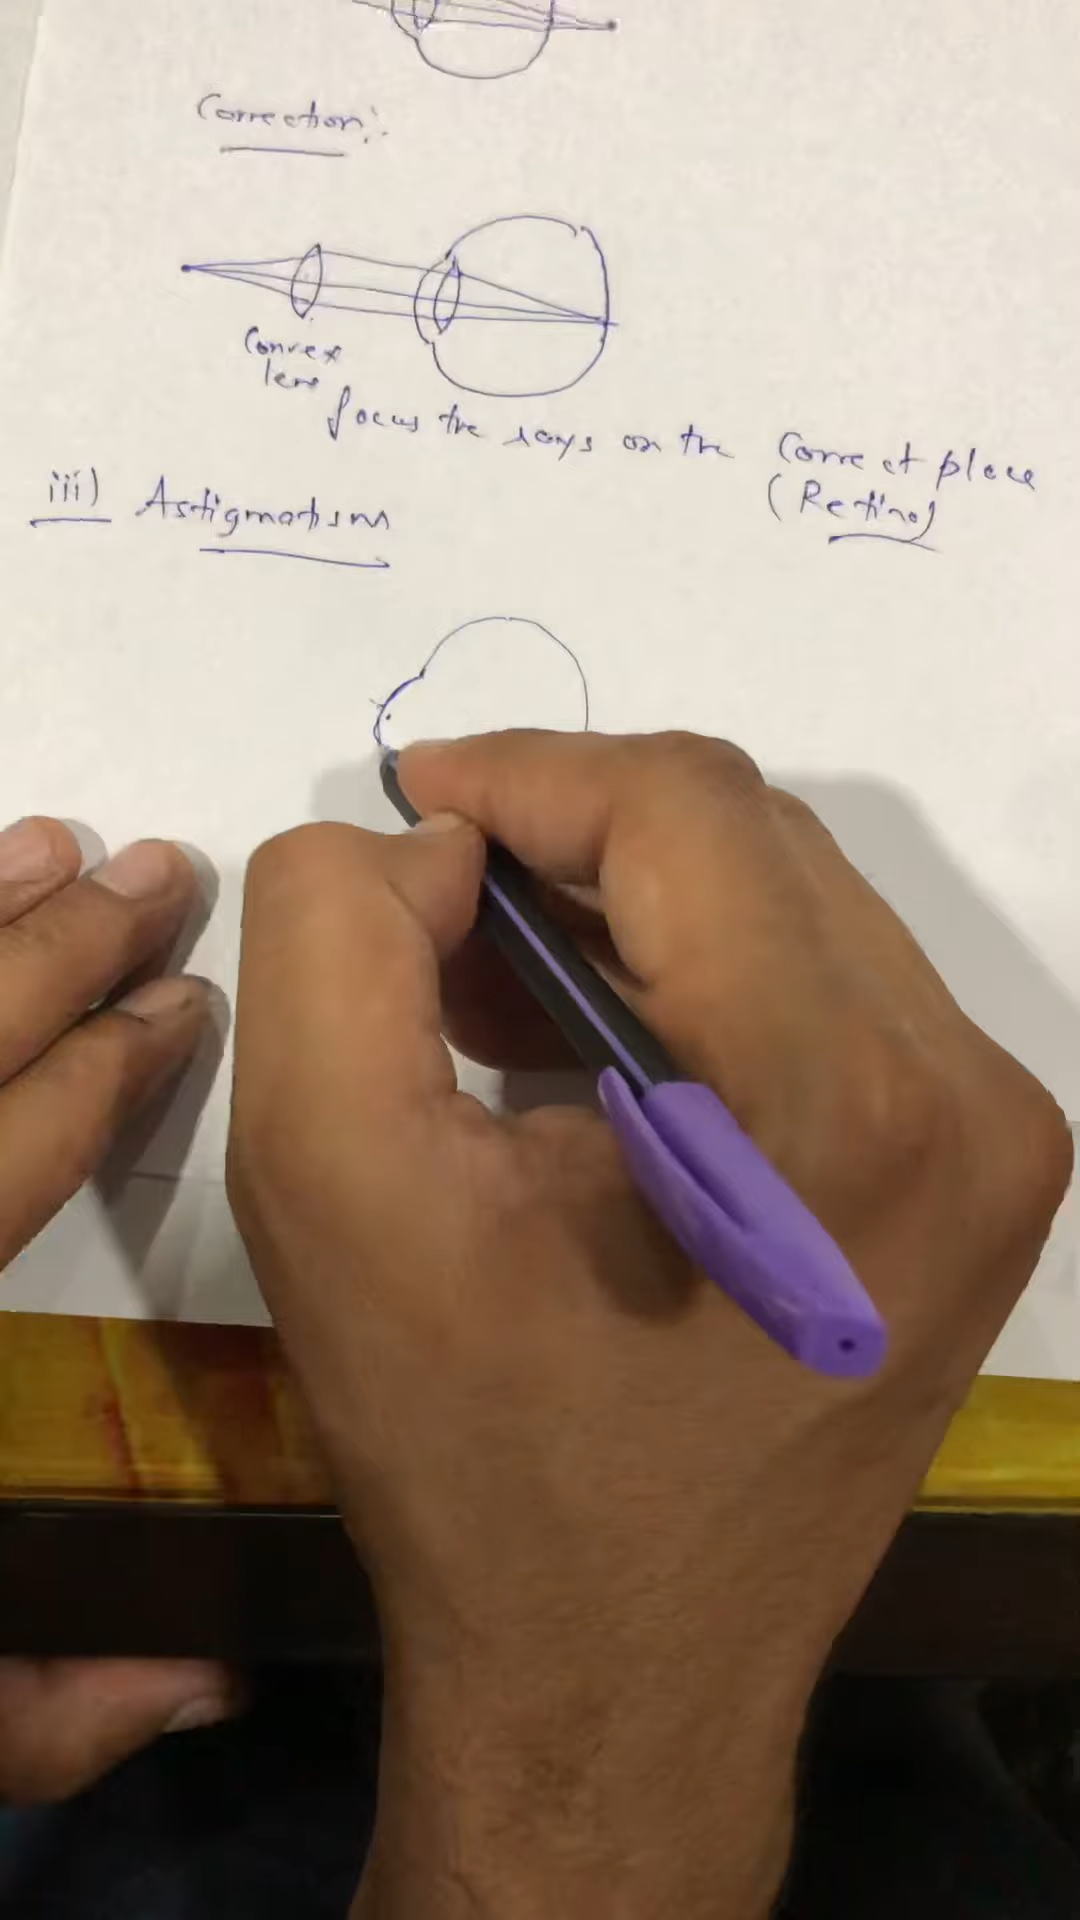 Correction:
Convex
lens
focus the rays on the Correct place
(Retina)
iii) Astigmatism